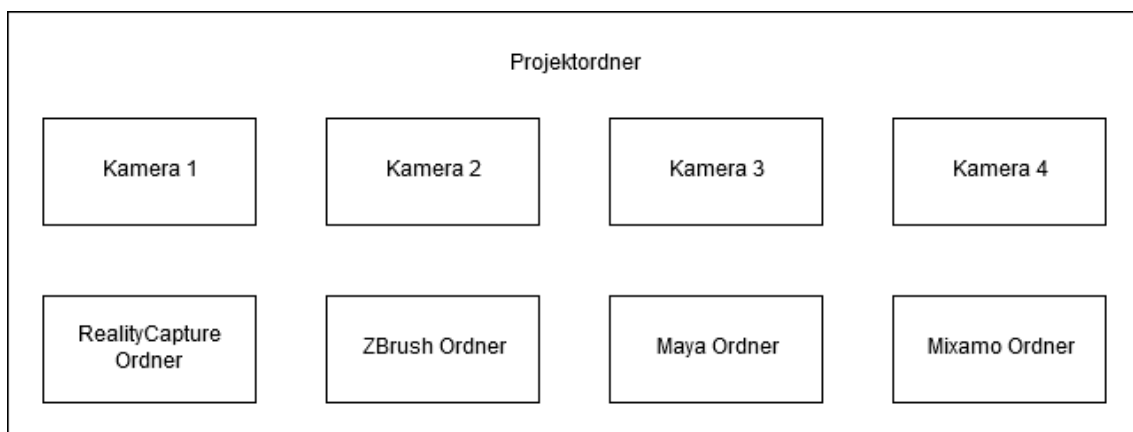 Projektordner
Kamera 1
Kamera 2
Kamera 3
Kamera 4
RealityCapture
Ordner
ZBrush Ordner
Maya Ordner
Mixamo Ordner